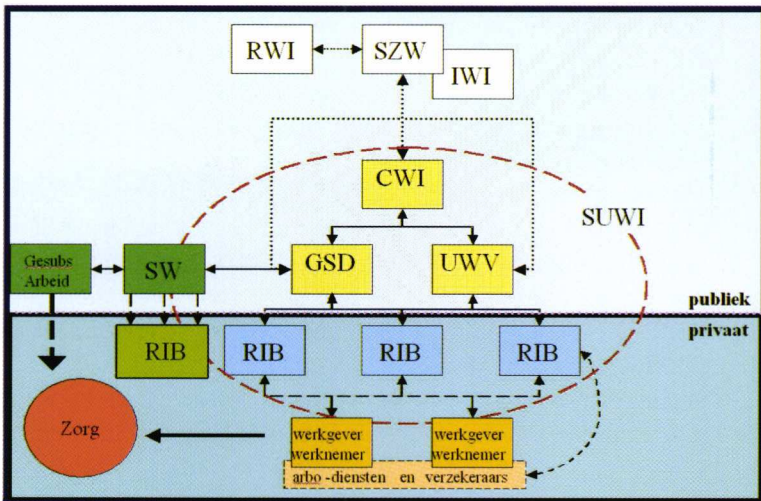 RWI
SZW
IWI
CWI
SUWI
Gesubs
Arbeid
SW
GSD
UWV
publiek
privaat
RIB
RIB
RIB
RIB
Zorg
werkgever
werknemer
werkgever
werknemer
arbo-diensten en verzekeraars